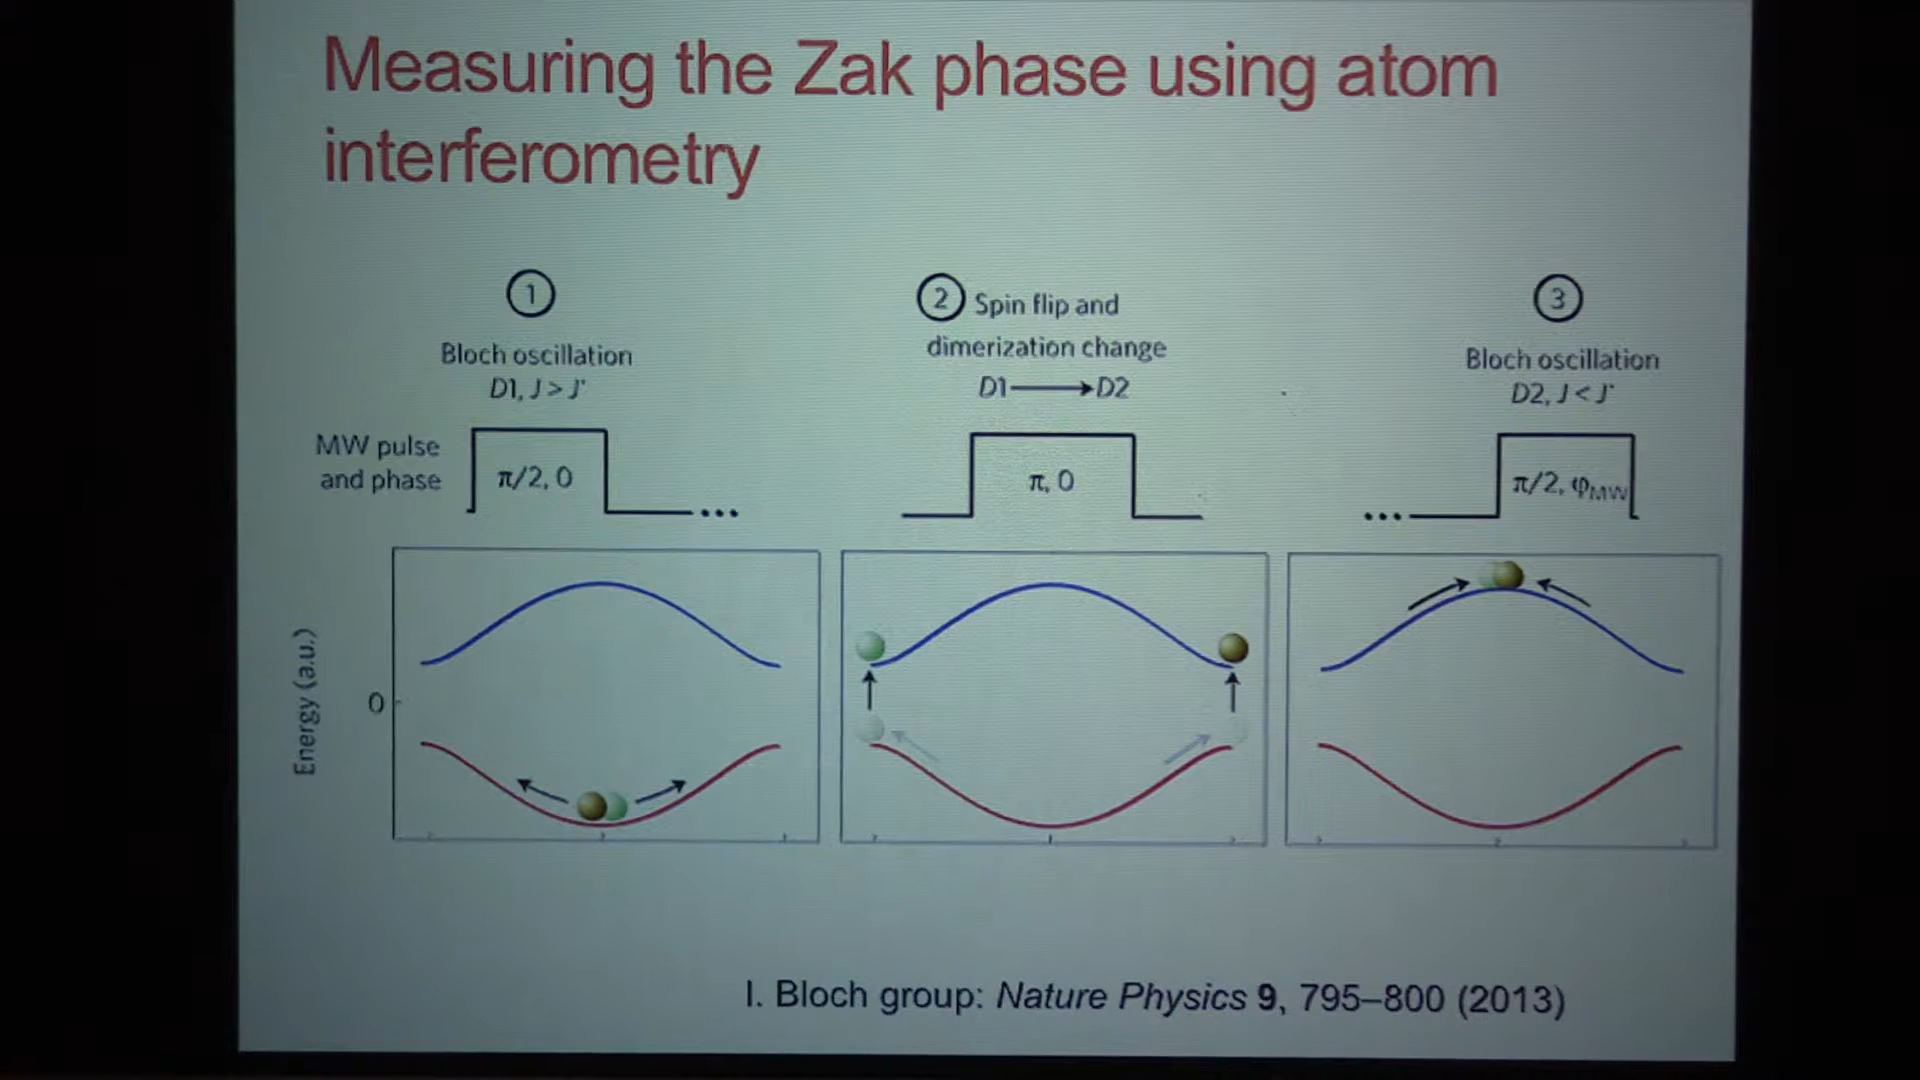 Measuring the Zak phase using atom
interferometry
1
Bloch oscillation
D1, J > J'
2 Spin flip and
dimerization change
D1 → D2
3
Bloch oscillation
D2, J < J'
MW pulse
and phase
π/2, 0
...
π, 0
...
π/2, φMW
Energy (a.u.)
0
I. Bloch group: Nature Physics 9, 795–800 (2013)